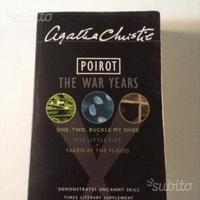 Agatha Christie
POIROT
THE WAR YEARS
ONE, TWO, BUCKLE MY SHOE
FIVE LITTLE PIGS
TAKEN AT THE FLOOD
'DEMONSTRATES UNCANNY SKILL'
TIMES LITERARY SUPPLEMENT
subito